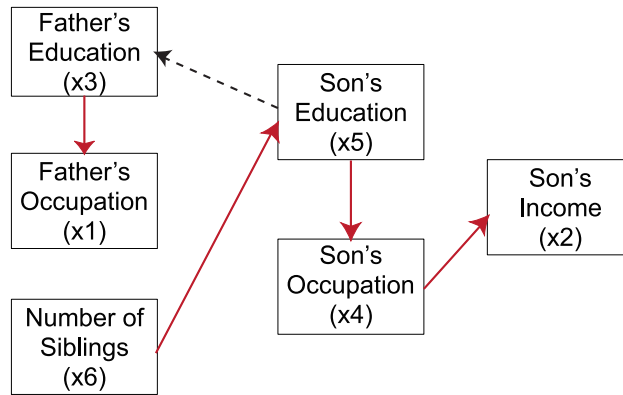 Father's
Education
(x3)
Father's
Occupation
(x1)
Number of
Siblings
(x6)
Son's
Education
(x5)
Son's
Occupation
(x4)
Son's
Income
(x2)